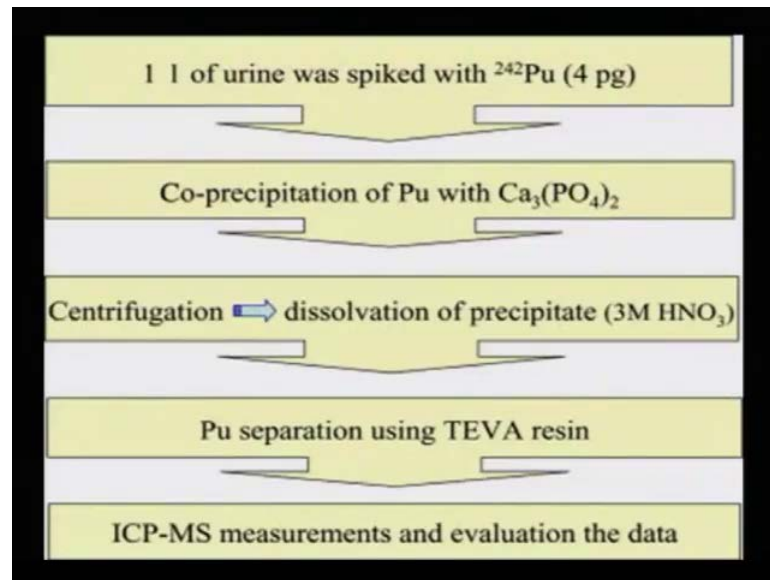 1 l of urine was spiked with ²⁴²Pu (4 pg)
Co-precipitation of Pu with Ca₃(PO₄)₂
Centrifugation dissolvation of precipitate (3M HNO₃)
Pu separation using TEVA resin
ICP-MS measurements and evaluation the data